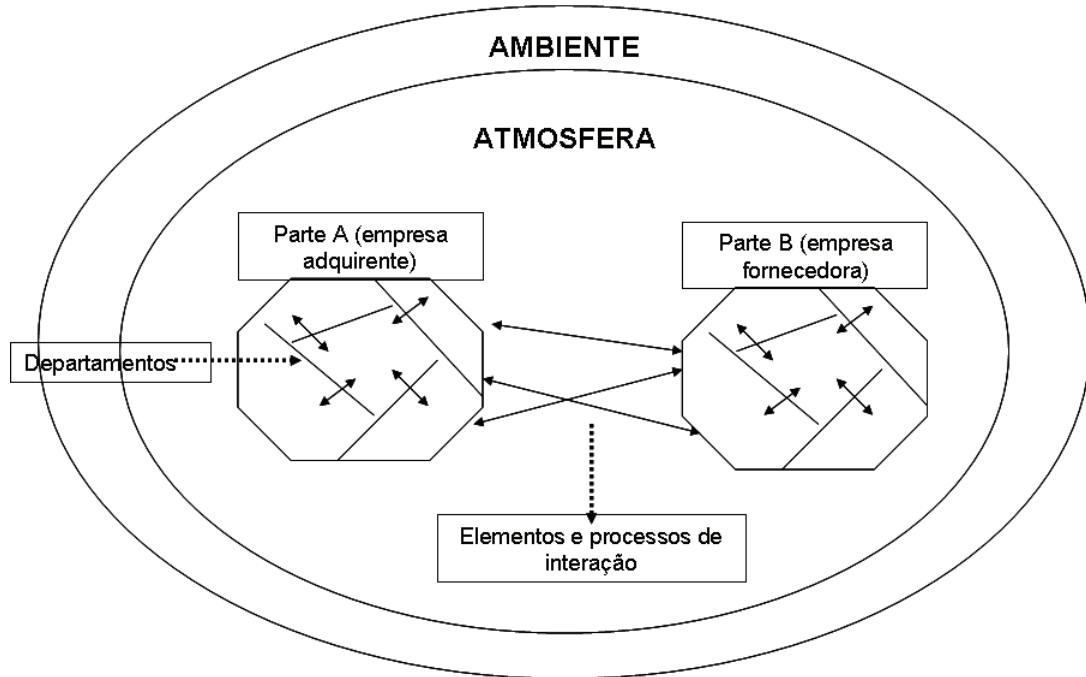 AMBIENTE
ATMOSFERA
Parte A (empresa
adquirente)
Parte B (empresa
fornecedora)
Departamentos
Elementos e processos de
interação